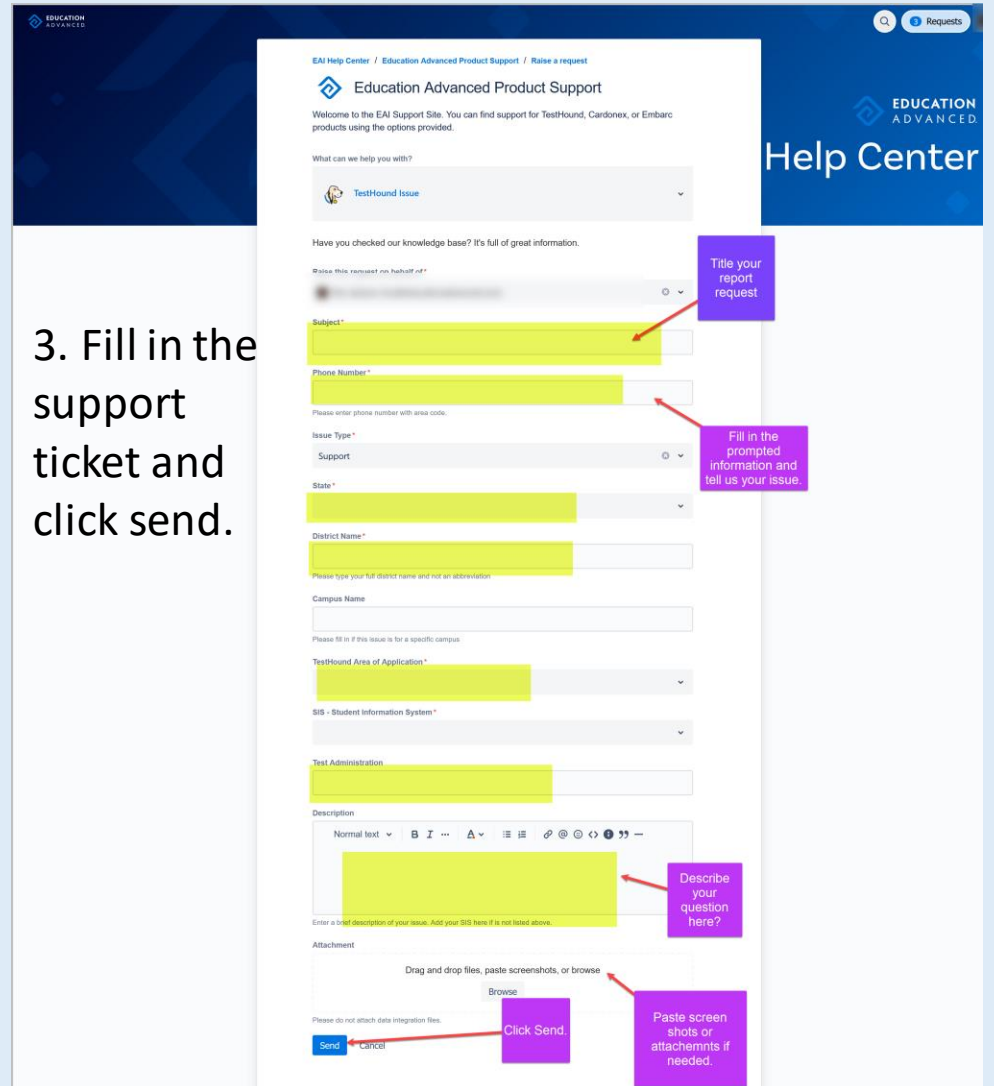 EDUCATION
ADVANCED
3 Requests
EAI Help Center / Education Advanced Product Support / Raise a request
Education Advanced Product Support
Welcome to the EAI Support Site. You can find support for TestHound, Cardonex, or Embarc
products using the options provided.
EDUCATION
ADVANCED
Help Center
What can we help you with?
TestHound Issue
Have you checked our knowledge base? It's full of great information.
Raise this request on behalf of*
Title your
report
request
3. Fill in the
support
ticket and
click send.
Subject*
Phone Number*
Please enter phone number with area code.
Fill in the
prompted
information and
tell us your issue.
Issue Type*
Support
State*
District Name*
Please type your full district name and not an abbreviation
Campus Name
Please fill in if this issue is for a specific campus
TestHound Area of Application*
SIS - Student Information System*
Test Administration
Description
Normal text B I ... A
Describe
your
question
here?
Enter a brief description of your issue. Add your SIS here if is not listed above.
Attachment
Drag and drop files, paste screenshots, or browse
Browse
Please do not attach data integration files.
Click Send.
Paste screen
shots or
attachemnts if
needed.
Send Cancel